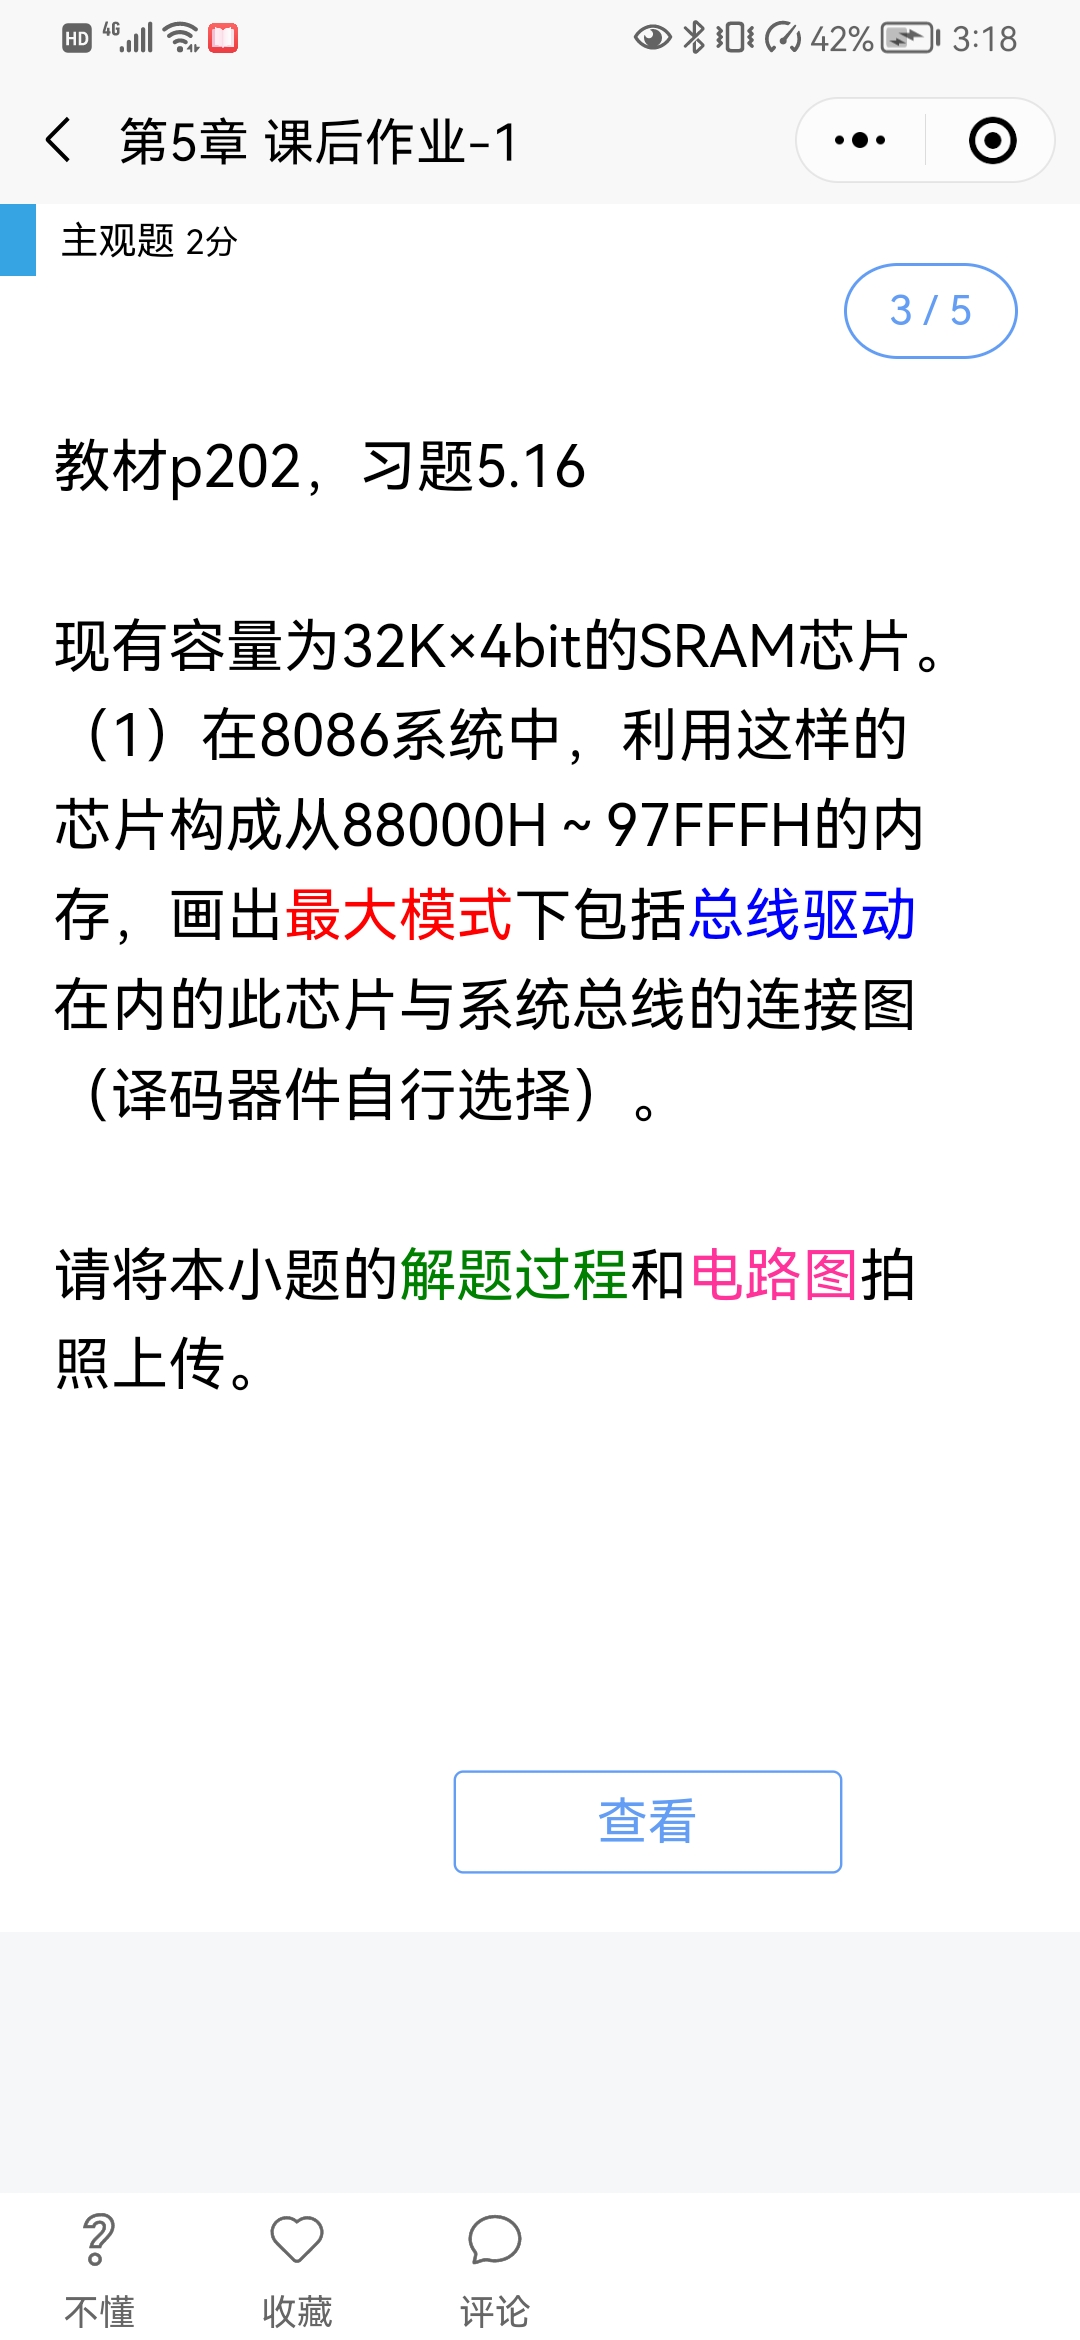 HD 4G 42% 3:18
第5章 课后作业-1
主观题 2分
3 / 5
教材p202，习题5.16
现有容量为32K×4bit的SRAM芯片。
（1）在8086系统中，利用这样的
芯片构成从88000H ~ 97FFFH的内
存，画出最大模式下包括总线驱动
在内的此芯片与系统总线的连接图
（译码器件自行选择）。
请将本小题的解题过程和电路图拍
照上传。
查看
不懂 收藏 评论